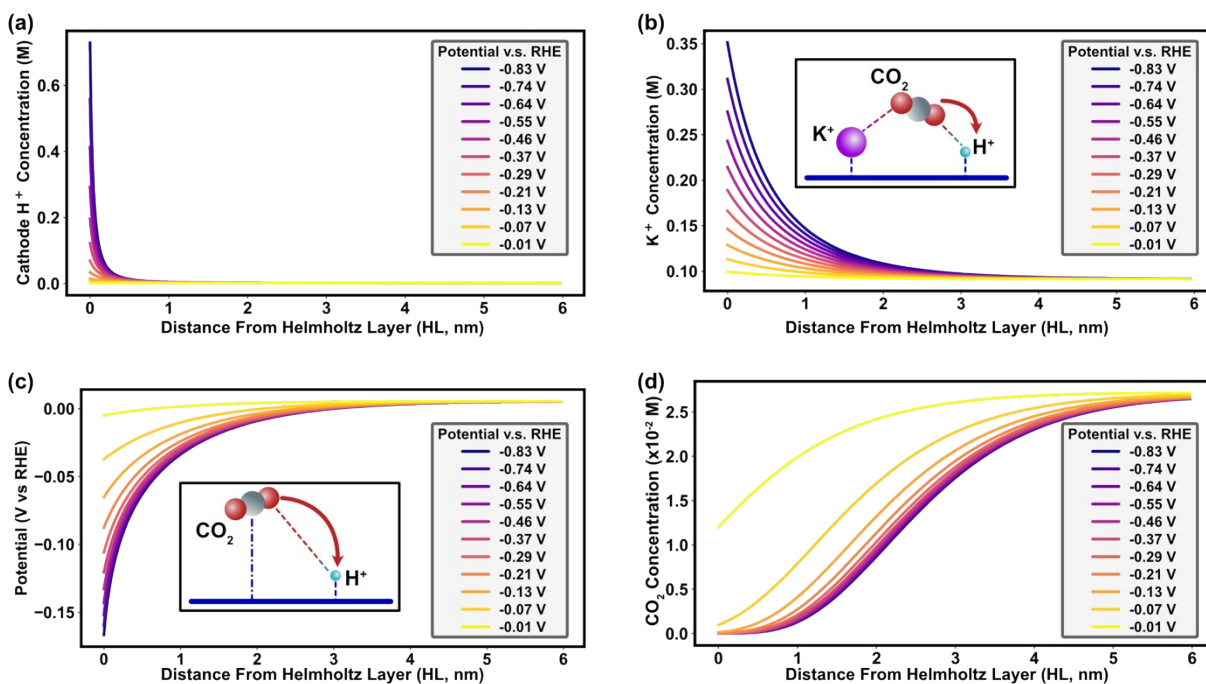 (a)
Cathode H⁺ Concentration (M)
0.6
0.4
0.2
0.0
Potential v.s. RHE
-0.83 V
-0.74 V
-0.64 V
-0.55 V
-0.46 V
-0.37 V
-0.29 V
-0.21 V
-0.13 V
-0.07 V
-0.01 V
0 1 2 3 4 5 6
Distance From Helmholtz Layer (HL, nm)
(b)
K⁺ Concentration (M)
0.35
0.30
0.25
0.20
0.15
0.10
CO₂
K⁺
H⁺
Potential v.s. RHE
-0.83 V
-0.74 V
-0.64 V
-0.55 V
-0.46 V
-0.37 V
-0.29 V
-0.21 V
-0.13 V
-0.07 V
-0.01 V
0 1 2 3 4 5 6
Distance From Helmholtz Layer (HL, nm)
(c)
Potential (V vs RHE)
0.00
−0.05
−0.10
−0.15
CO₂
H⁺
Potential v.s. RHE
-0.83 V
-0.74 V
-0.64 V
-0.55 V
-0.46 V
-0.37 V
-0.29 V
-0.21 V
-0.13 V
-0.07 V
-0.01 V
0 1 2 3 4 5 6
Distance From Helmholtz Layer (HL, nm)
(d)
CO₂ Concentration (x10⁻² M)
2.5
2.0
1.5
1.0
0.5
0.0
Potential v.s. RHE
-0.83 V
-0.74 V
-0.64 V
-0.55 V
-0.46 V
-0.37 V
-0.29 V
-0.21 V
-0.13 V
-0.07 V
-0.01 V
0 1 2 3 4 5 6
Distance From Helmholtz Layer (HL, nm)